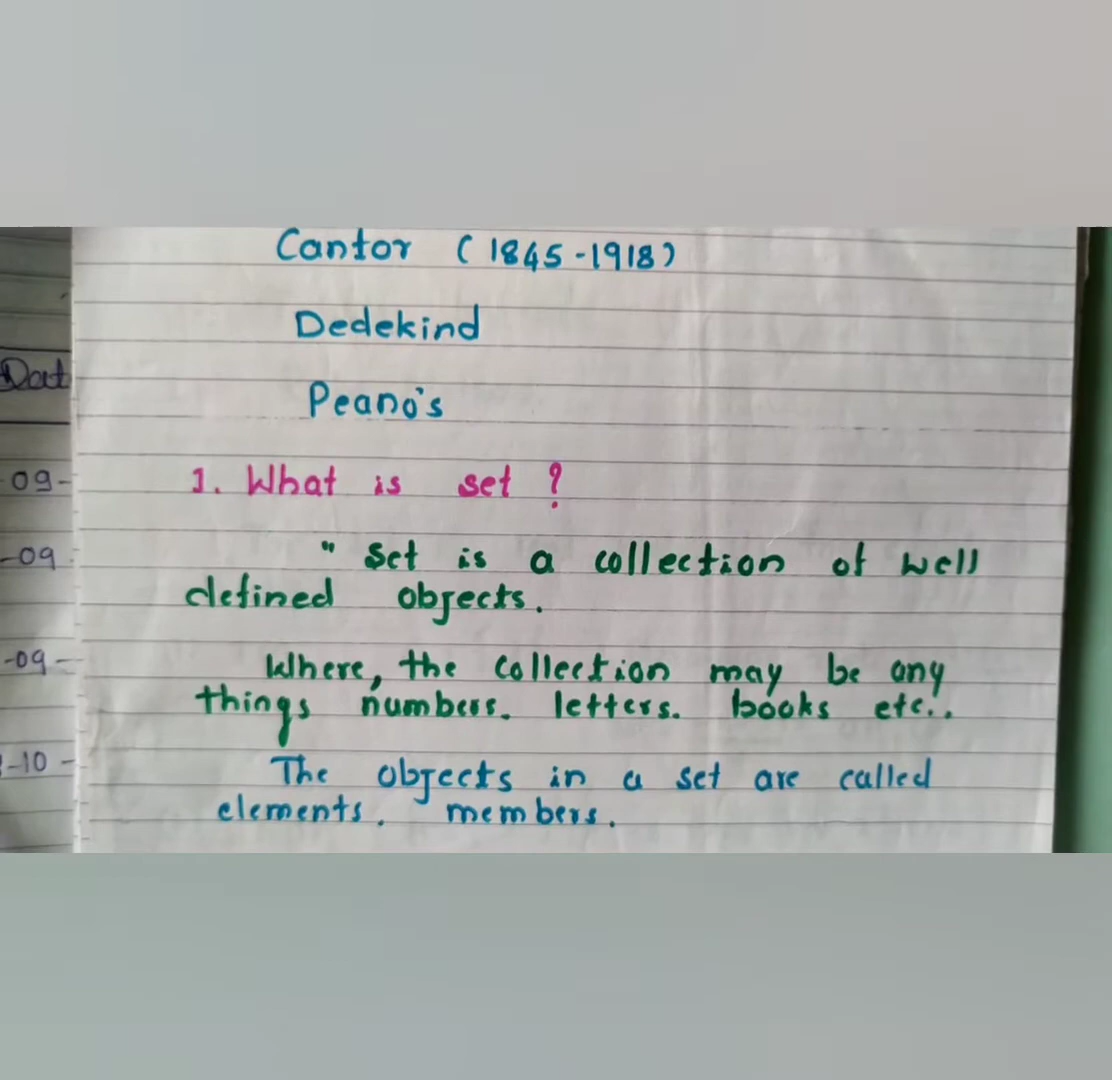 Cantor (1845-1918)
Dedekind
Peano's
1. What is set ?
" Set is a collection of well
defined objects.
Where, the collection may be any
things numbers. letters. books etc..
The objects in a set are called
elements. members.
Dat
09-
-09
-09-
-10-